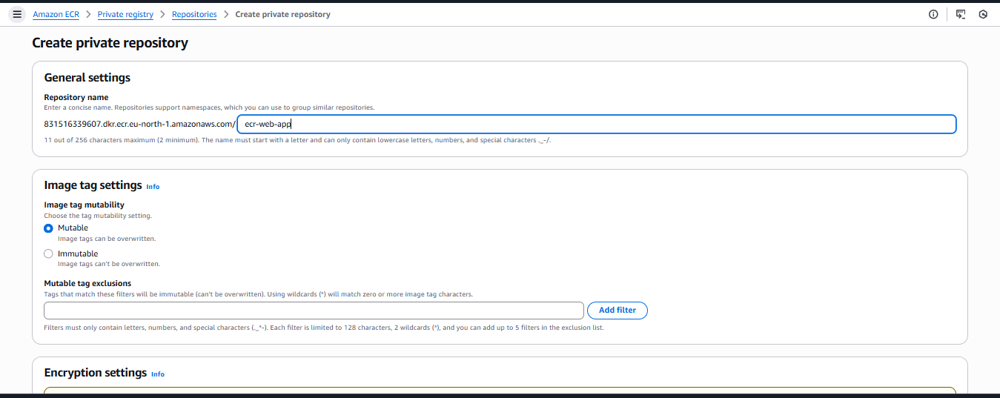 Amazon ECR > Private registry > Repositories > Create private repository
Create private repository
General settings
Repository name
Enter a concise name. Repositories support namespaces, which you can use to group similar repositories.
831516339607.dkr.ecr.eu-north-1.amazonaws.com/ ecr-web-app
11 out of 256 characters maximum (2 minimum). The name must start with a letter and can only contain lowercase letters, numbers, and special characters ._-/.
Image tag settings Info
Image tag mutability
Choose the tag mutability setting.
Mutable
Image tags can be overwritten.
Immutable
Image tags can't be overwritten.
Mutable tag exclusions
Tags that match these filters will be immutable (can't be overwritten). Using wildcards (*) will match zero or more image tag characters.
Add filter
Filters must only contain letters, numbers, and special characters (._*-). Each filter is limited to 128 characters, 2 wildcards (*), and you can add up to 5 filters in the exclusion list.
Encryption settings Info